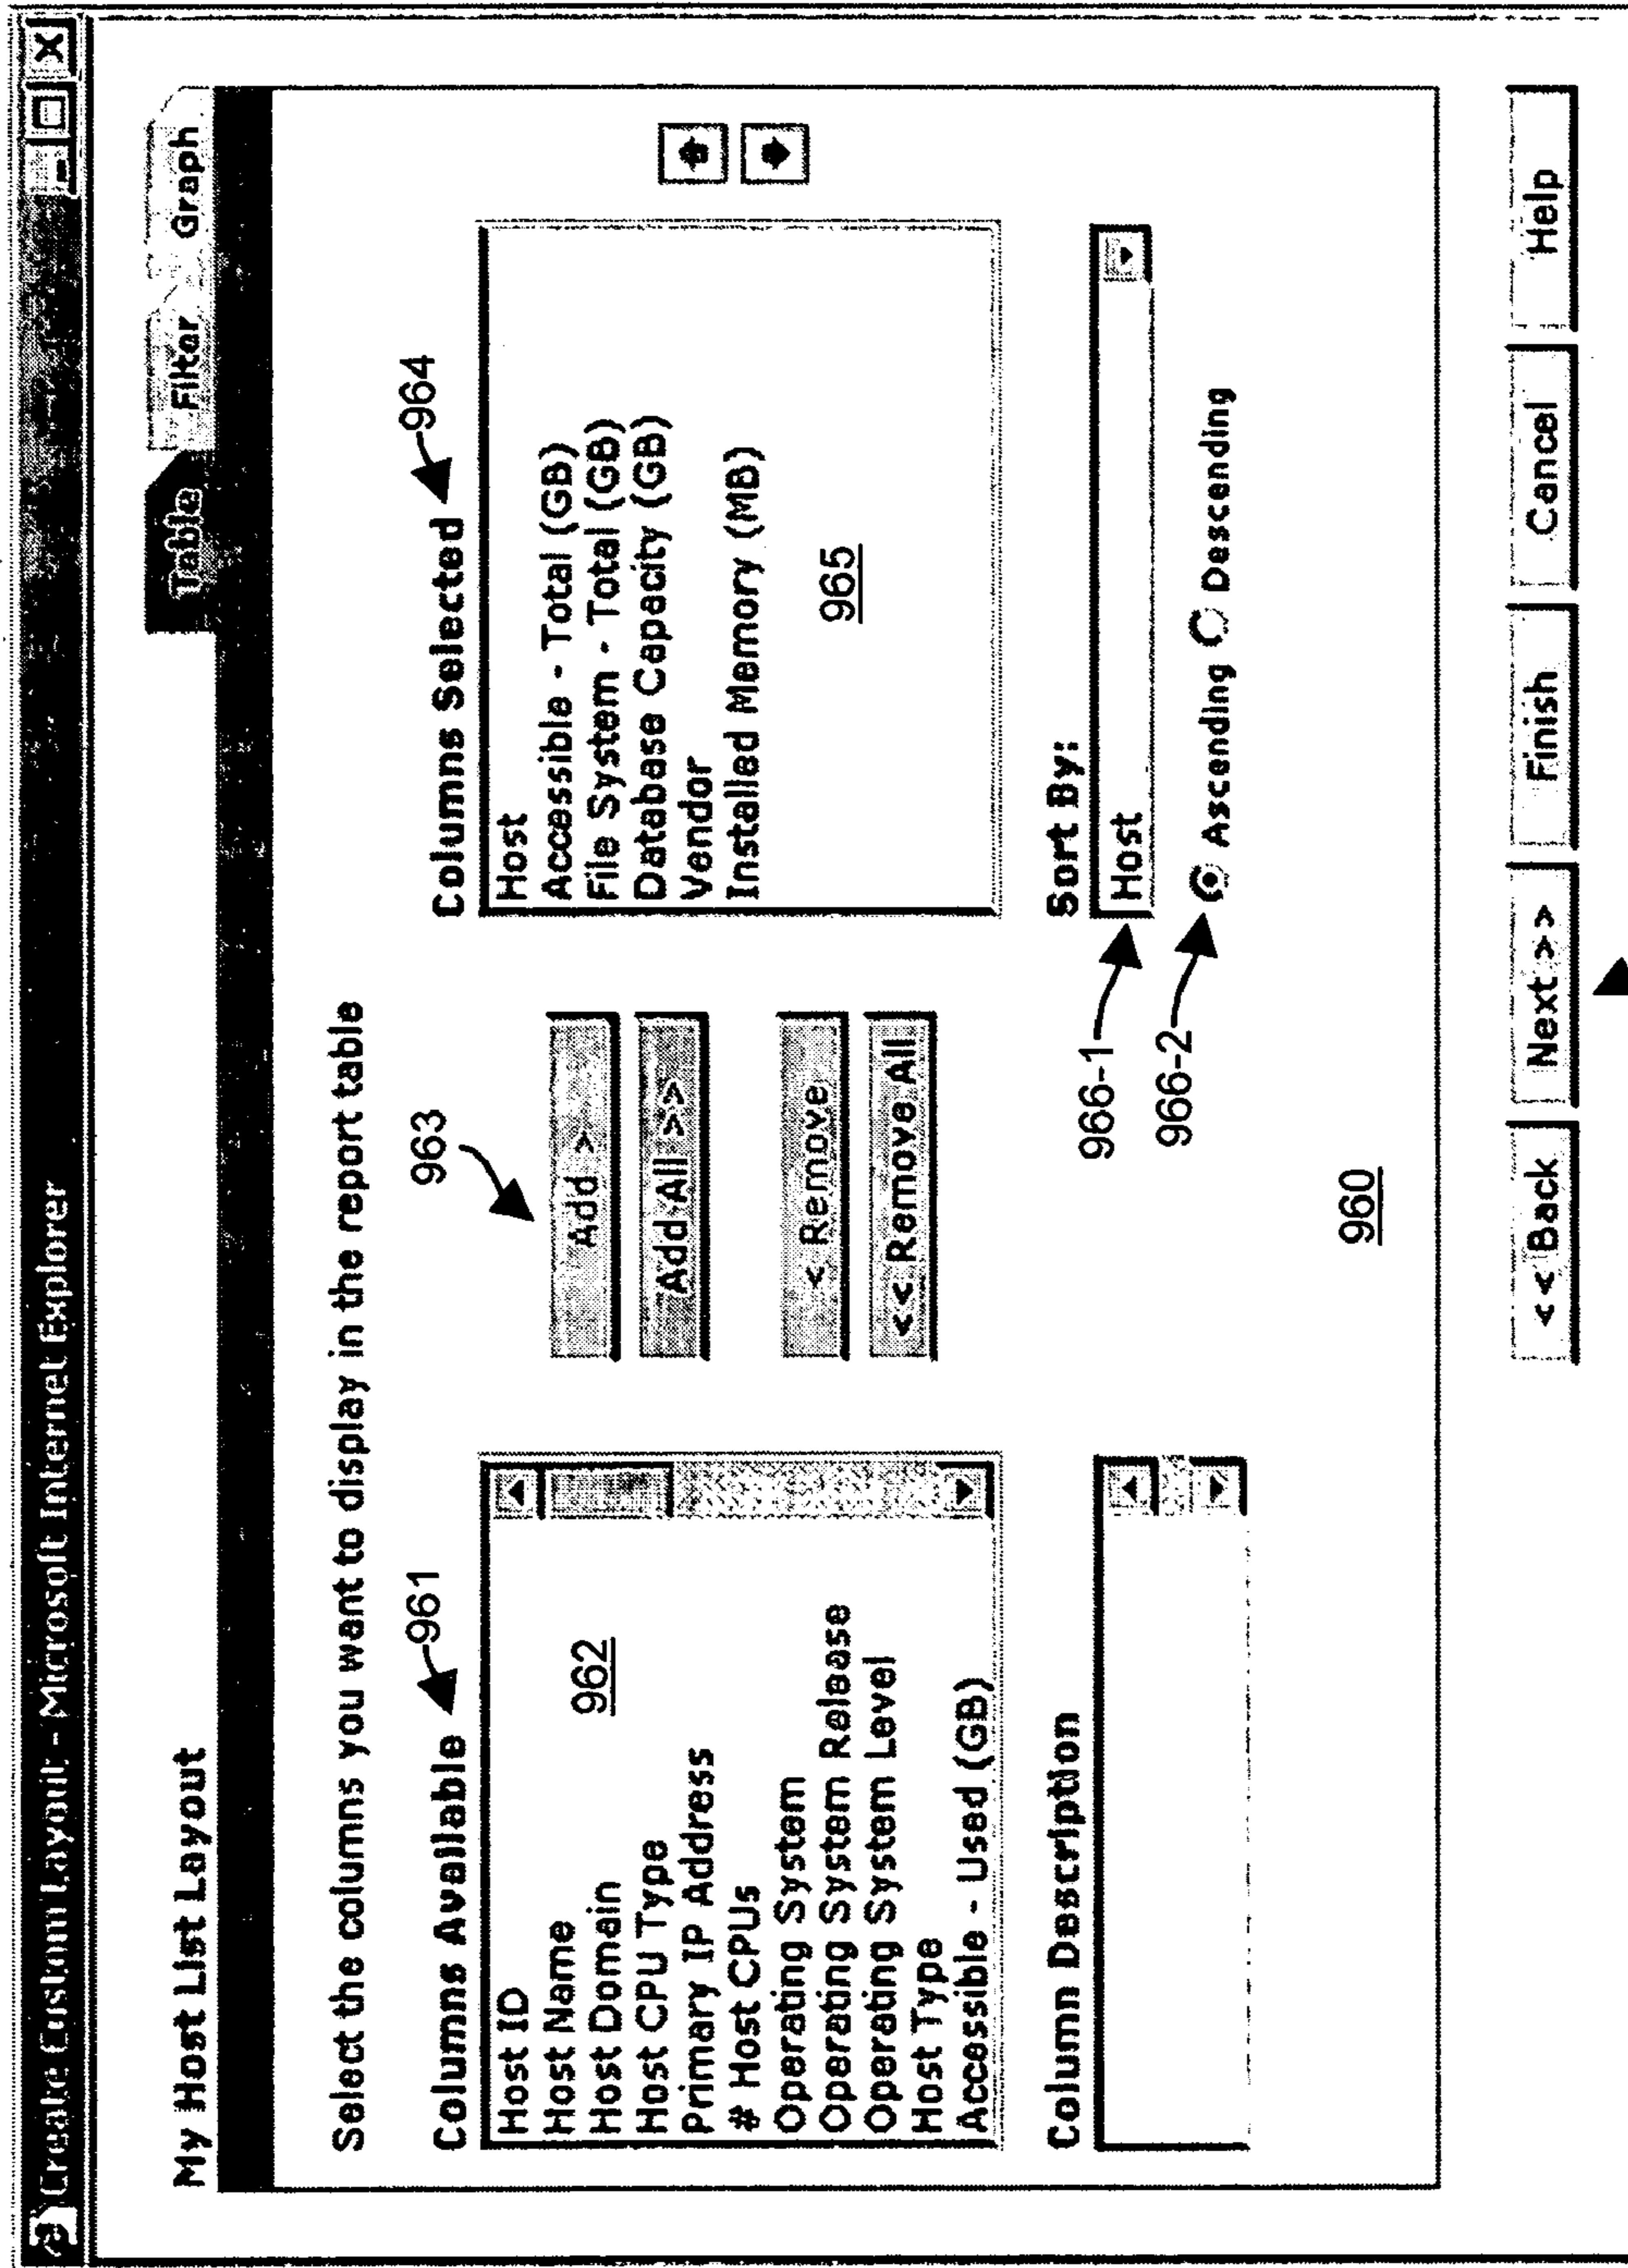 Create Custom Layout - Microsoft Internet Explorer
My Host List Layout
Table Filter Graph
Select the columns you want to display in the report table
Columns Available 961
Host ID
Host Name
Host Domain
Host CPU Type
Primary IP Address
# Host CPUs
Operating System
Operating System Release
Operating System Level
Host Type
Accessible - Used (GB)
962
Column Description
963
Add >
Add All >>
< Remove
<< Remove All
Columns Selected 964
Host
Accessible - Total (GB)
File System - Total (GB)
Database Capacity (GB)
Vendor
Installed Memory (MB)
965
Sort By:
966-1
Host
966-2
Ascending Descending
960
<< Back Next >> Finish Cancel Help